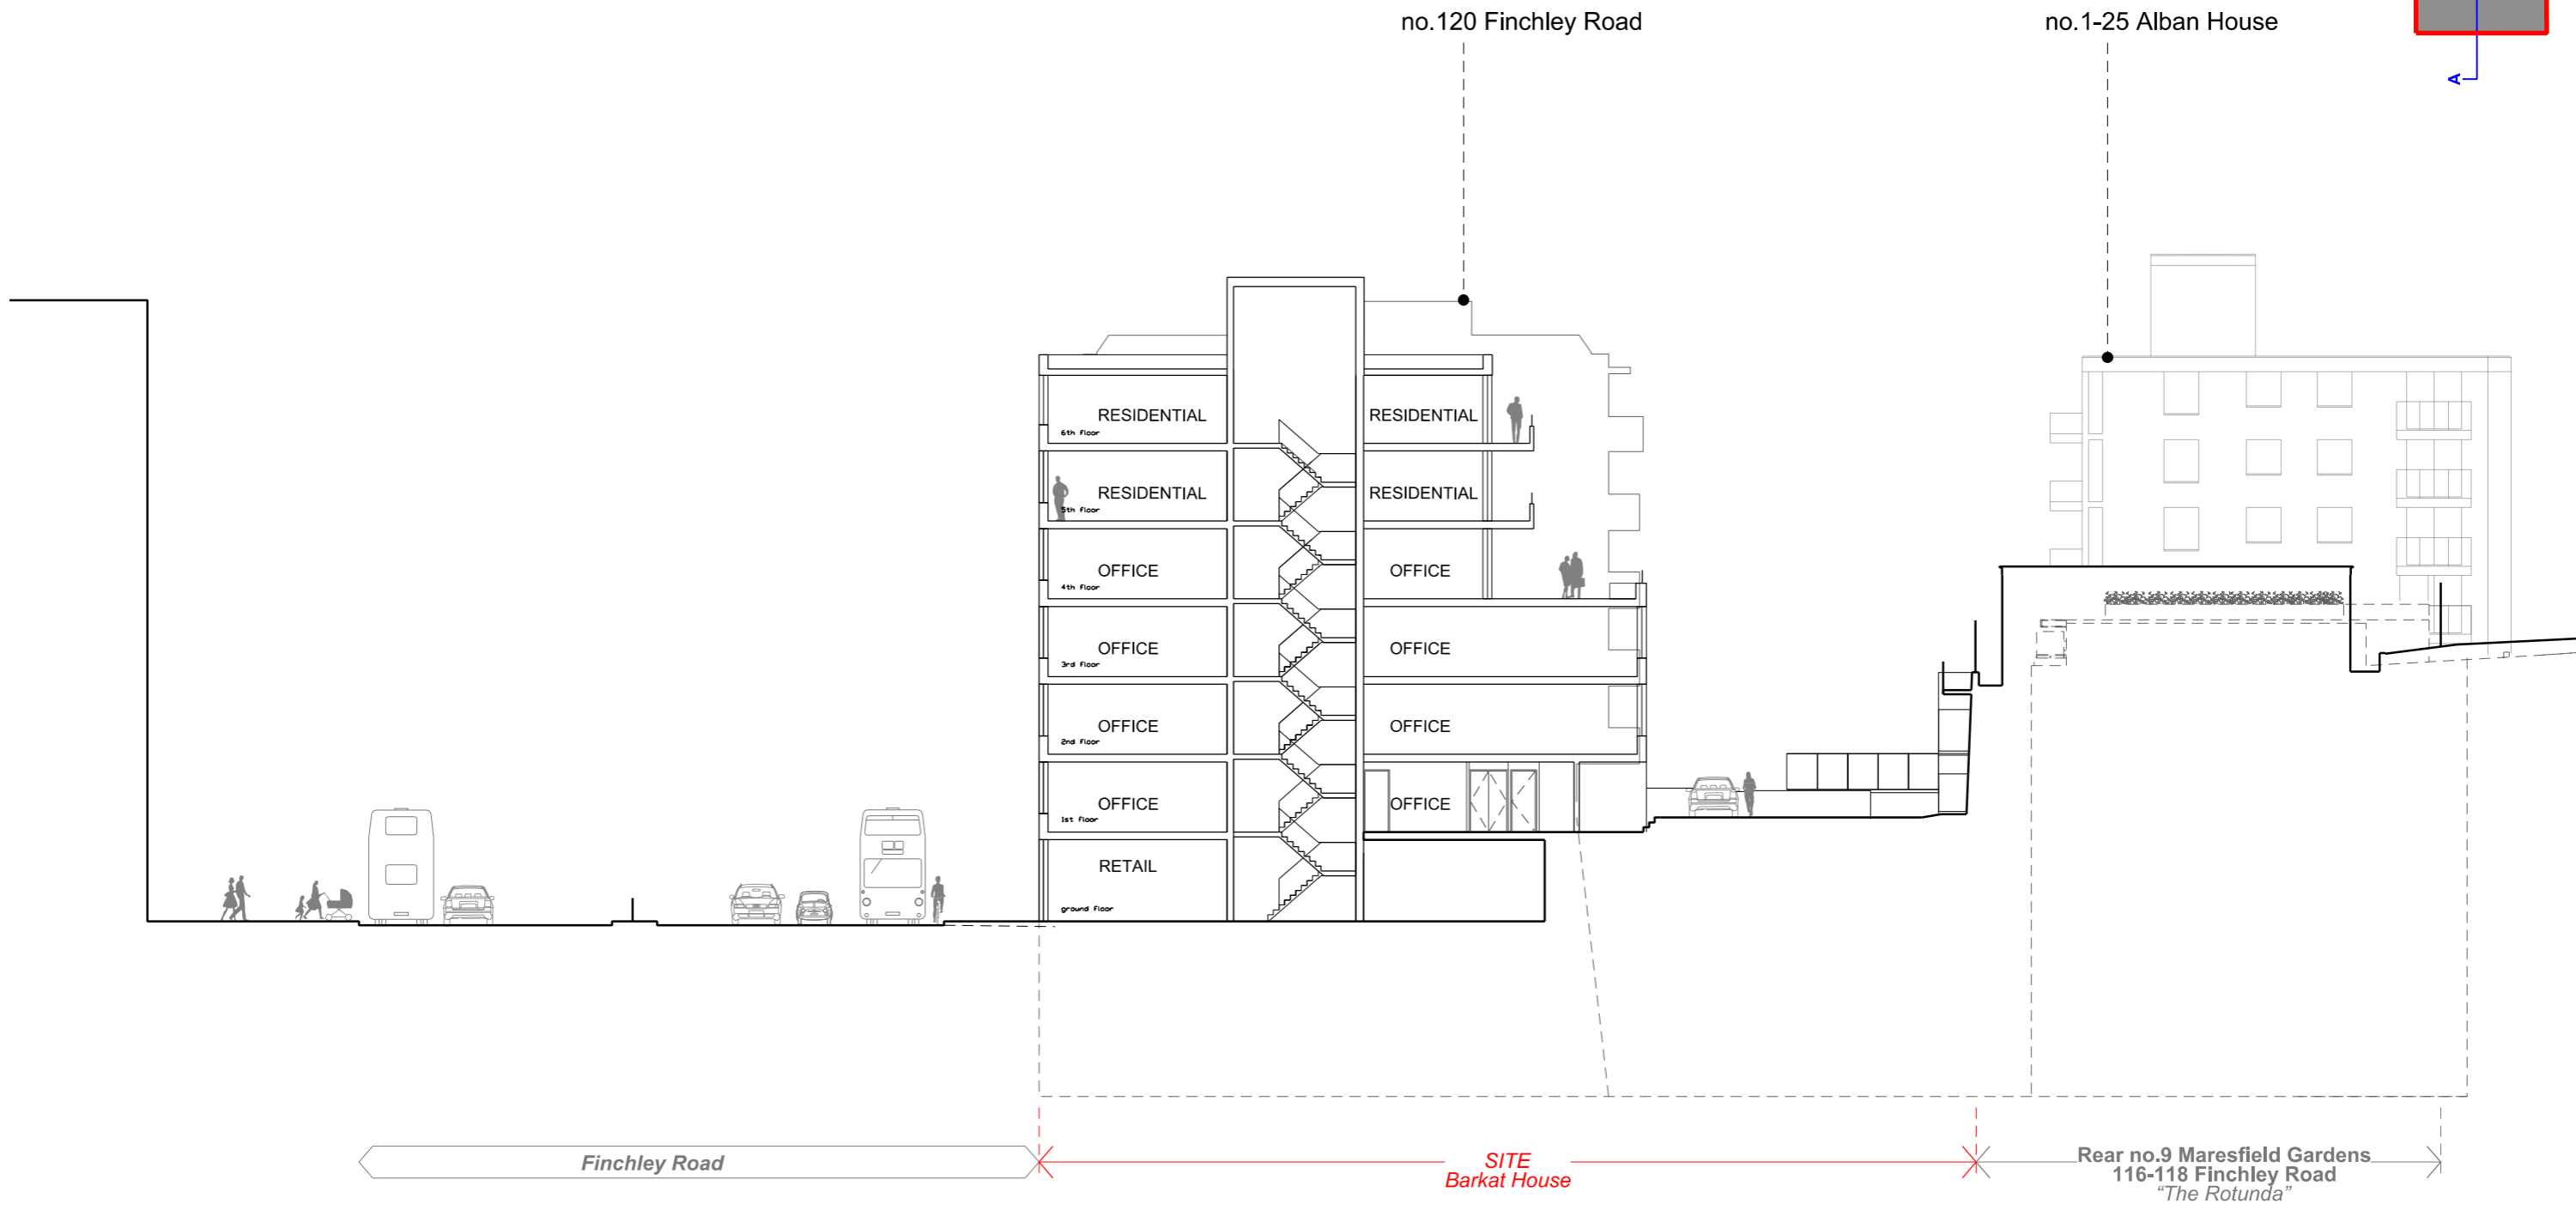 no.120 Finchley Road
no.1-25 Alban House
A
RESIDENTIAL
RESIDENTIAL
6th floor
RESIDENTIAL
RESIDENTIAL
5th floor
OFFICE
OFFICE
4th floor
OFFICE
OFFICE
3rd floor
OFFICE
OFFICE
2nd floor
OFFICE
OFFICE
1st floor
RETAIL
ground floor
Finchley Road
SITE
Barkat House
Rear no.9 Maresfield Gardens
116-118 Finchley Road
“The Rotunda”